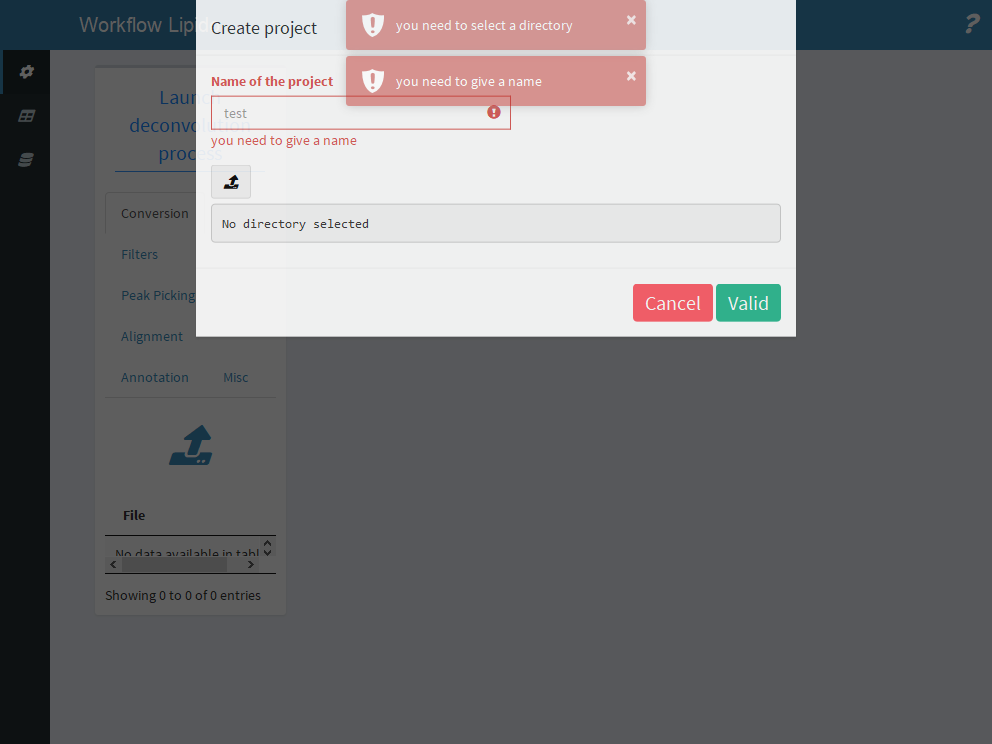 Workflow Lipid
Create project
you need to select a directory
×
?
you need to give a name
×
Name of the project
test
you need to give a name
No directory selected
Cancel
Valid
Launch
deconvolution
process
Conversion
Filters
Peak Picking
Alignment
Annotation
Misc
File
No data available in tabl
Showing 0 to 0 of 0 entries